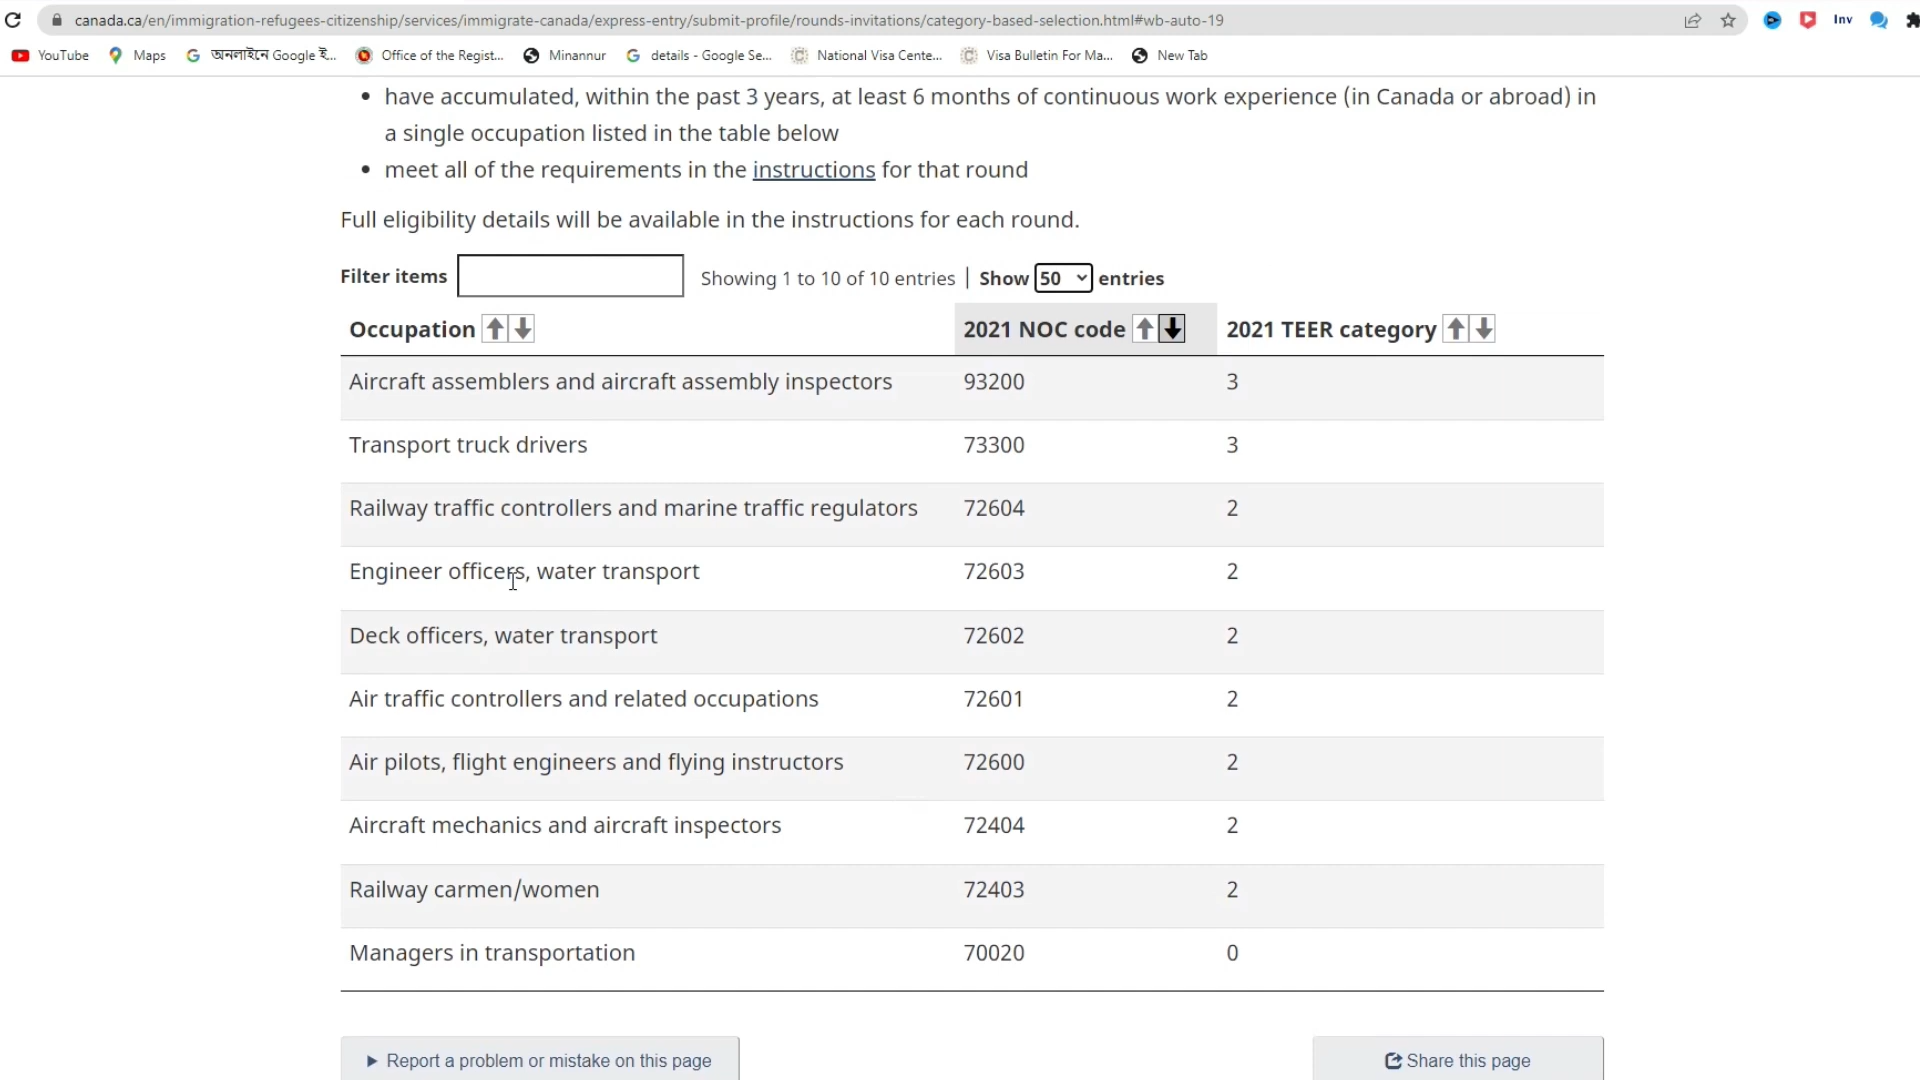 canada.ca/en/immigration-refugees-citizenship/services/immigrate-canada/express-entry/submit-profile/rounds-invitations/category-based-selection.html#wb-auto-19
Inv
YouTube Maps অনলাইনে Google ই... Office of the Regist... Minannur details - Google Se... National Visa Cente... Visa Bulletin For Ma... New Tab
• have accumulated, within the past 3 years, at least 6 months of continuous work experience (in Canada or abroad) in
a single occupation listed in the table below
• meet all of the requirements in the instructions for that round
Full eligibility details will be available in the instructions for each round.
Filter items Showing 1 to 10 of 10 entries | Show 50 entries
Occupation 2021 NOC code 2021 TEER category
Aircraft assemblers and aircraft assembly inspectors 93200 3
Transport truck drivers 73300 3
Railway traffic controllers and marine traffic regulators 72604 2
Engineer officers, water transport 72603 2
Deck officers, water transport 72602 2
Air traffic controllers and related occupations 72601 2
Air pilots, flight engineers and flying instructors 72600 2
Aircraft mechanics and aircraft inspectors 72404 2
Railway carmen/women 72403 2
Managers in transportation 70020 0
Report a problem or mistake on this page Share this page